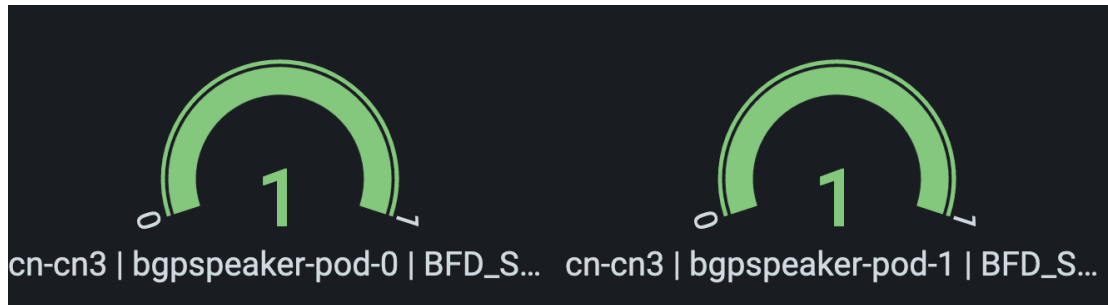 1
0 1
cn-cn3 | bgpspeaker-pod-0 | BFD_S...
1
0 1
cn-cn3 | bgpspeaker-pod-1 | BFD_S...